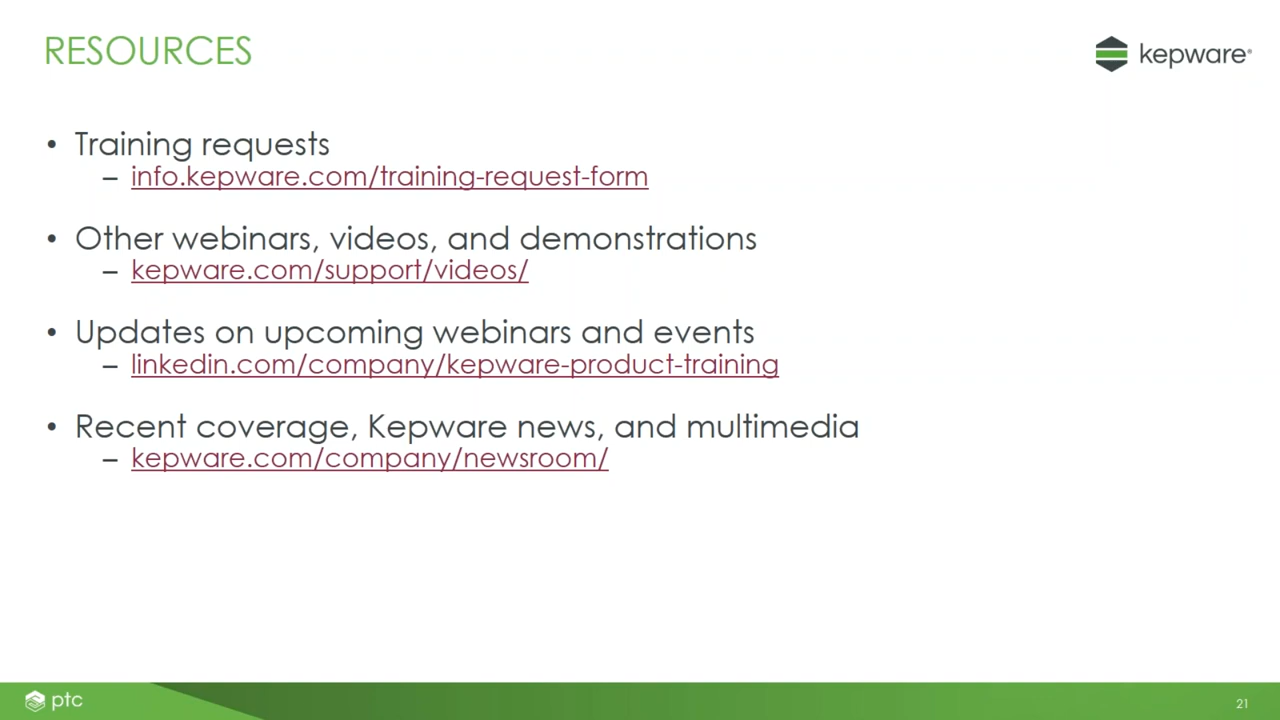 RESOURCES
kepware®
• Training requests
– info.kepware.com/training-request-form
• Other webinars, videos, and demonstrations
– kepware.com/support/videos/
• Updates on upcoming webinars and events
– linkedin.com/company/kepware-product-training
• Recent coverage, Kepware news, and multimedia
– kepware.com/company/newsroom/
ptc
21